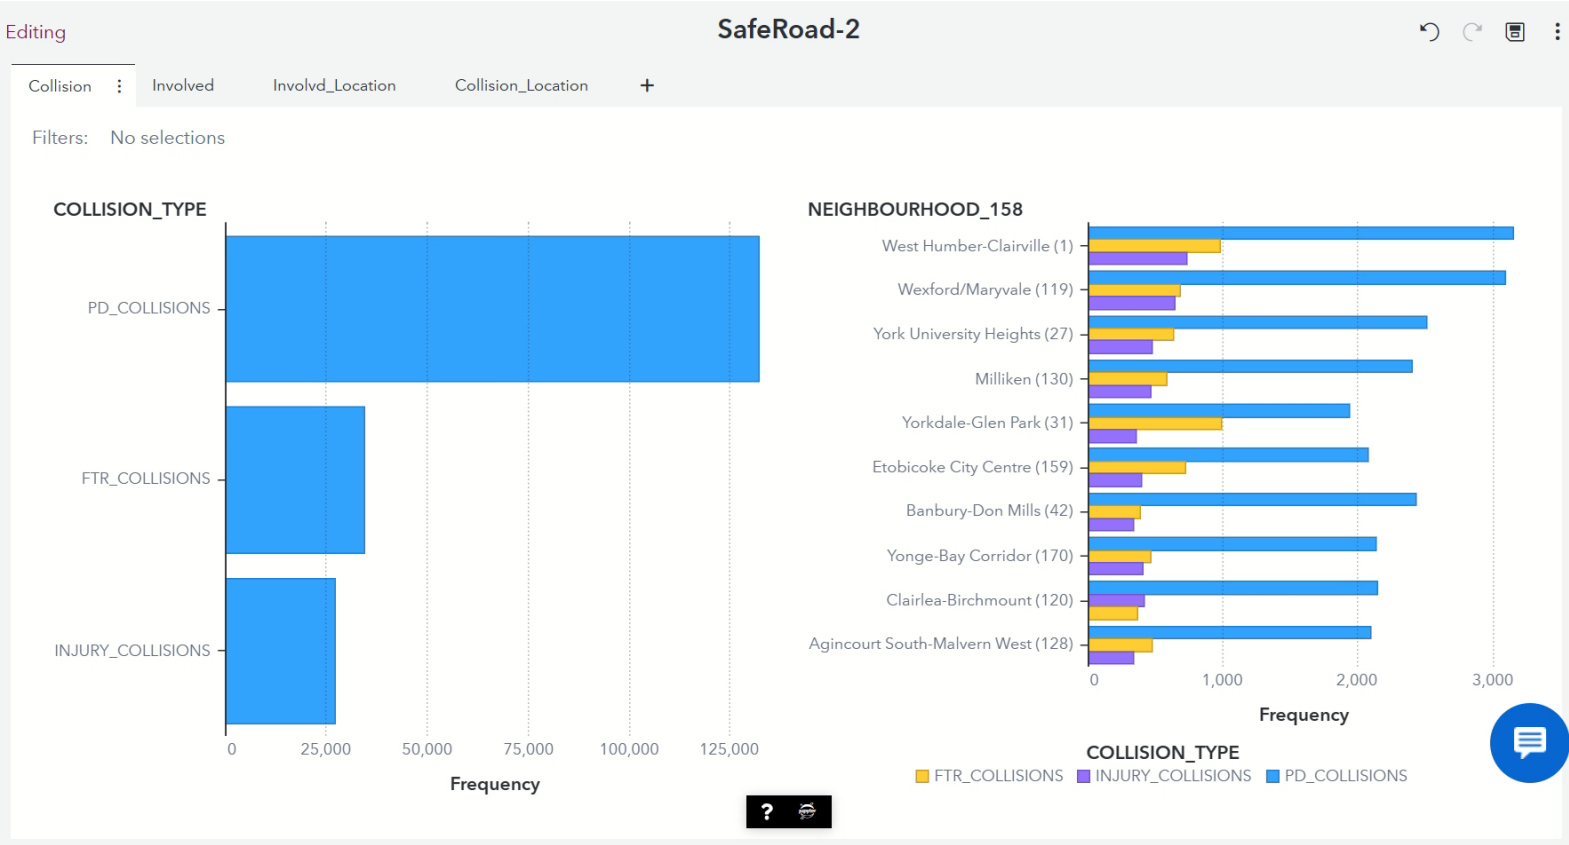 Editing
SafeRoad-2
Collision
Involved
Involvd_Location
Collision_Location
+
Filters: No selections
COLLISION_TYPE
PD_COLLISIONS
FTR_COLLISIONS
INJURY_COLLISIONS
0 25,000 50,000 75,000 100,000 125,000
Frequency
NEIGHBOURHOOD_158
West Humber-Clairville (1)
Wexford/Maryvale (119)
York University Heights (27)
Milliken (130)
Yorkdale-Glen Park (31)
Etobicoke City Centre (159)
Banbury-Don Mills (42)
Yonge-Bay Corridor (170)
Clairlea-Birchmount (120)
Agincourt South-Malvern West (128)
0 1,000 2,000 3,000
Frequency
COLLISION_TYPE
FTR_COLLISIONS INJURY_COLLISIONS PD_COLLISIONS
?